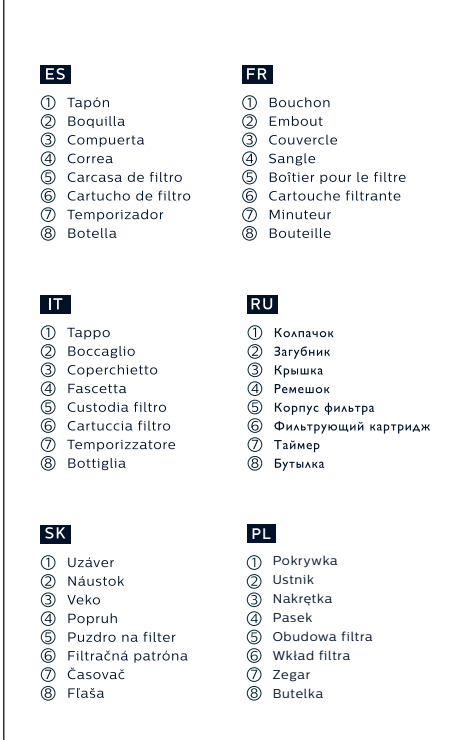 ES
① Tapón
② Boquilla
③ Compuerta
④ Correa
⑤ Carcasa de filtro
⑥ Cartucho de filtro
⑦ Temporizador
⑧ Botella
FR
① Bouchon
② Embout
③ Couvercle
④ Sangle
⑤ Boîtier pour le filtre
⑥ Cartouche filtrante
⑦ Minuteur
⑧ Bouteille
IT
① Tappo
② Boccaglio
③ Coperchietto
④ Fascetta
⑤ Custodia filtro
⑥ Cartuccia filtro
⑦ Temporizzatore
⑧ Bottiglia
RU
① Колпачок
② Загубник
③ Крышка
④ Ремешок
⑤ Корпус фильтра
⑥ Фильтрующий картридж
⑦ Таймер
⑧ Бутылка
SK
① Uzáver
② Náustok
③ Veko
④ Popruh
⑤ Puzdro na filter
⑥ Filtračná patróna
⑦ Časovač
⑧ Fľaša
PL
① Pokrywka
② Ustnik
③ Nakrętka
④ Pasek
⑤ Obudowa filtra
⑥ Wkład filtra
⑦ Zegar
⑧ Butelka